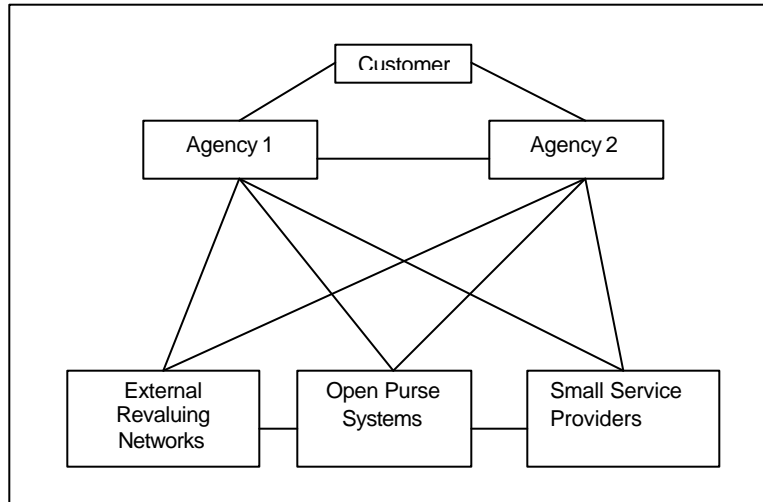 Customer
Agency 1
Agency 2
External
Revaluing
Networks
Open Purse
Systems
Small Service
Providers